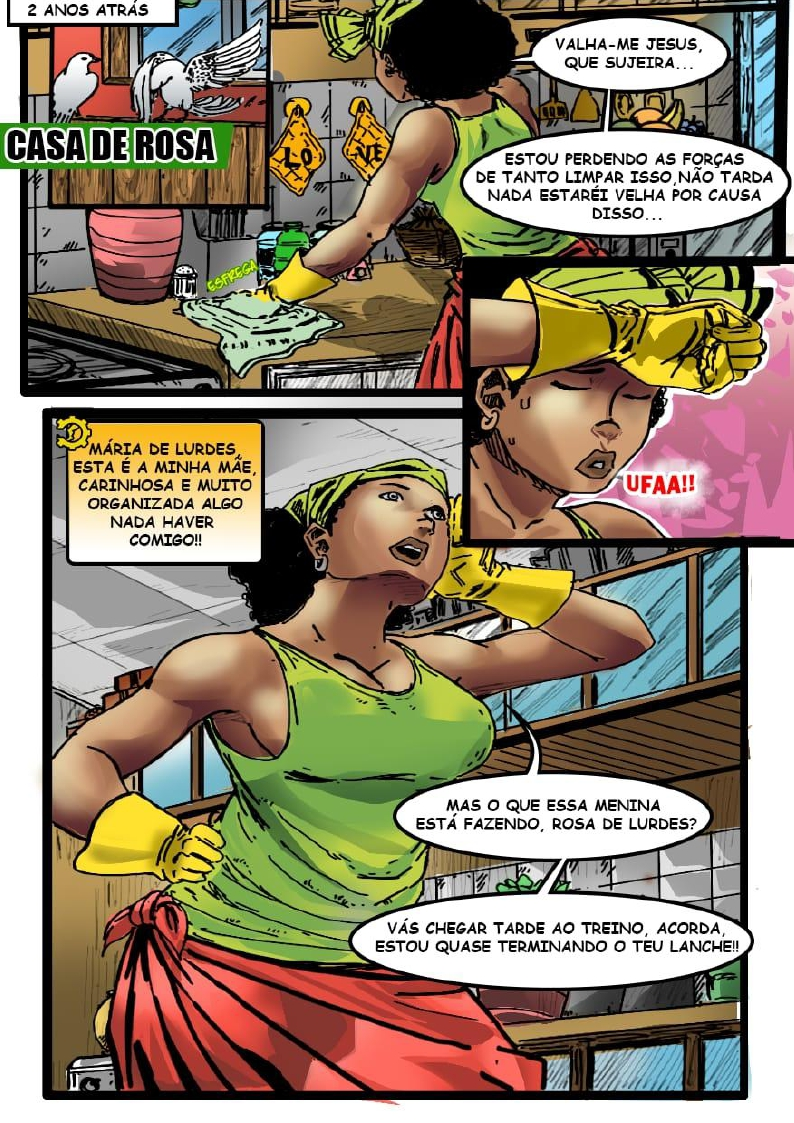 2 ANOS ATRÁS
CASA DE ROSA
VALHA-ME JESUS,
QUE SUJEIRA...
ESTOU PERDENDO AS FORÇAS
DE TANTO LIMPAR ISSO,NÃO TARDA
NADA ESTARÉI VELHA POR CAUSA
DISSO...
LO VE
ESFREGA
UFAA!!
MÁRIA DE LURDES,
ESTA É A MINHA MÃE,
CARINHOSA E MUITO
ORGANIZADA ALGO
NADA HAVER
COMIGO!!
MAS O QUE ESSA MENINA
ESTÁ FAZENDO, ROSA DE LURDES?
VÁS CHEGAR TARDE AO TREINO, ACORDA,
ESTOU QUASE TERMINANDO O TEU LANCHE!!